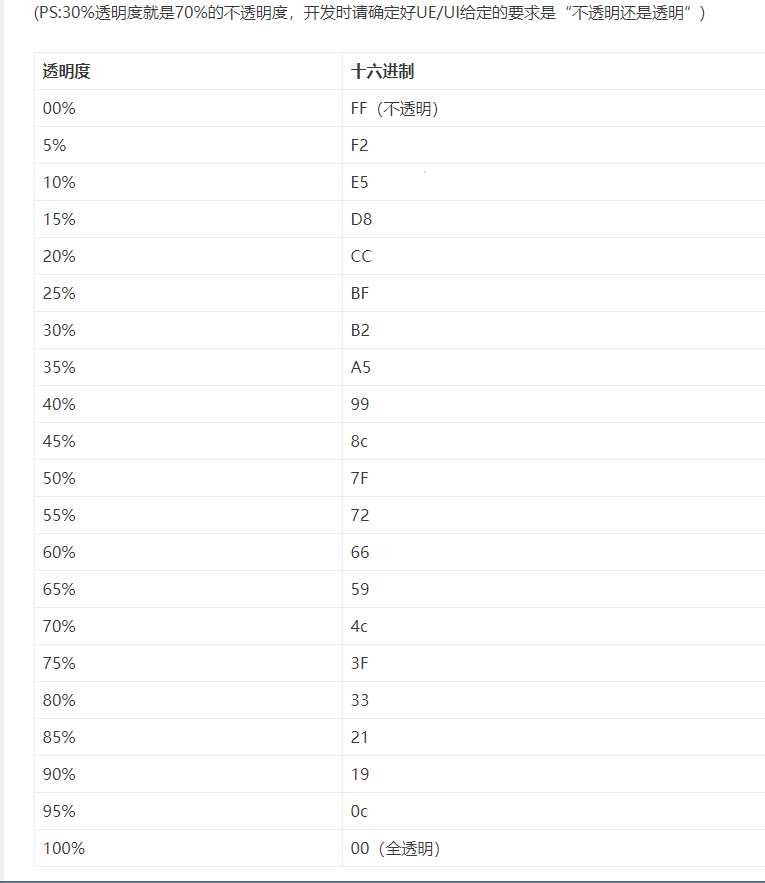 (PS:30%透明度就是70%的不透明度，开发时请确定好UE/UI给定的要求是“不透明还是透明”)
透明度 十六进制
00% FF（不透明）
5% F2
10% E5
15% D8
20% CC
25% BF
30% B2
35% A5
40% 99
45% 8c
50% 7F
55% 72
60% 66
65% 59
70% 4c
75% 3F
80% 33
85% 21
90% 19
95% 0c
100% 00（全透明）